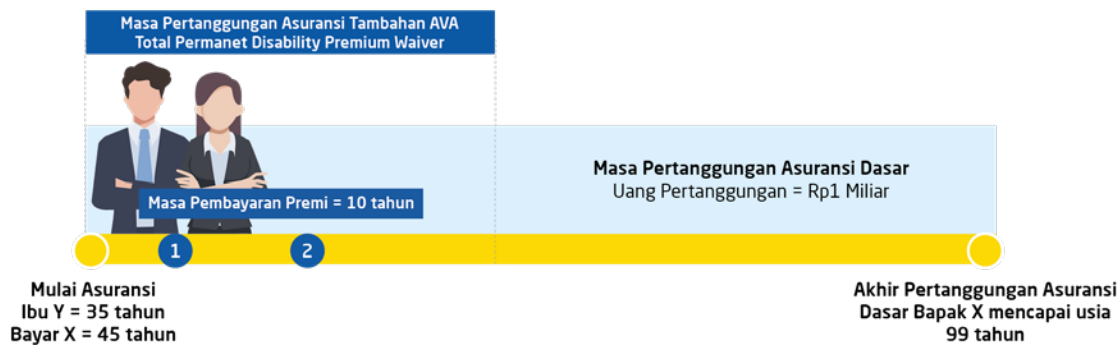 Masa Pertanggungan Asuransi Tambahan AVA
Total Permanet Disability Premium Waiver
Masa Pertanggungan Asuransi Dasar
Uang Pertanggungan = Rp1 Miliar
Masa Pembayaran Premi = 10 tahun
1
2
Mulai Asuransi
Ibu Y = 35 tahun
Bayar X = 45 tahun
Akhir Pertanggungan Asuransi
Dasar Bapak X mencapai usia
99 tahun